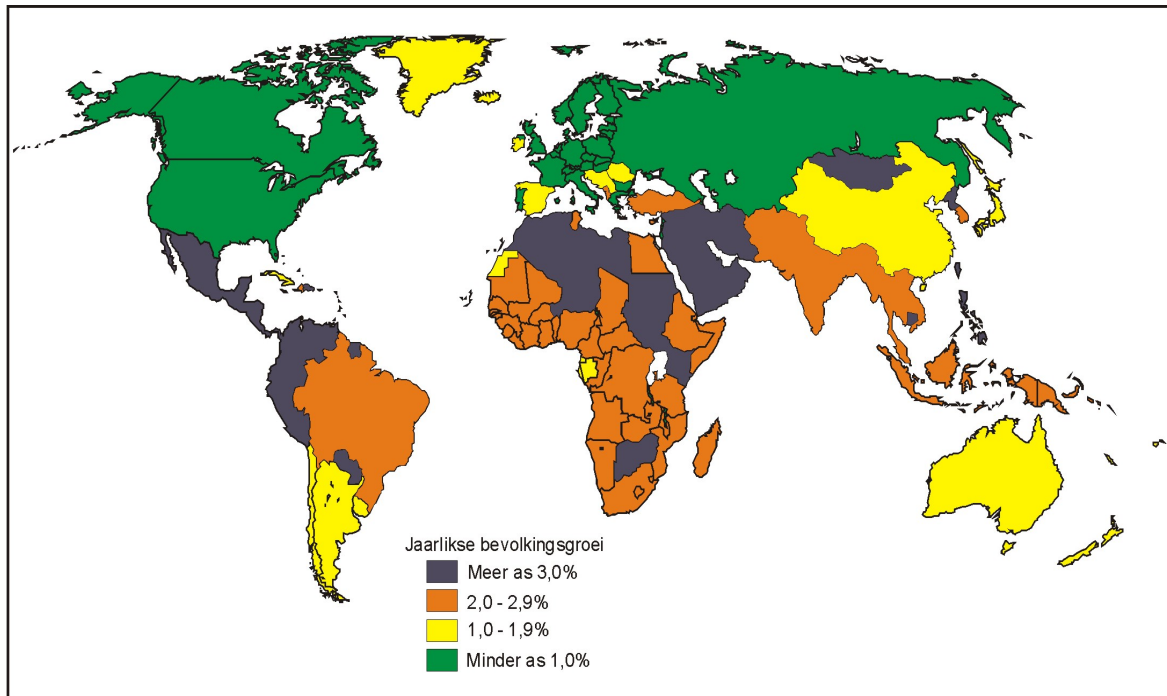 Jaarlikse bevolkingsgroei
Meer as 3,0%
2,0 - 2,9%
1,0 - 1,9%
Minder as 1,0%